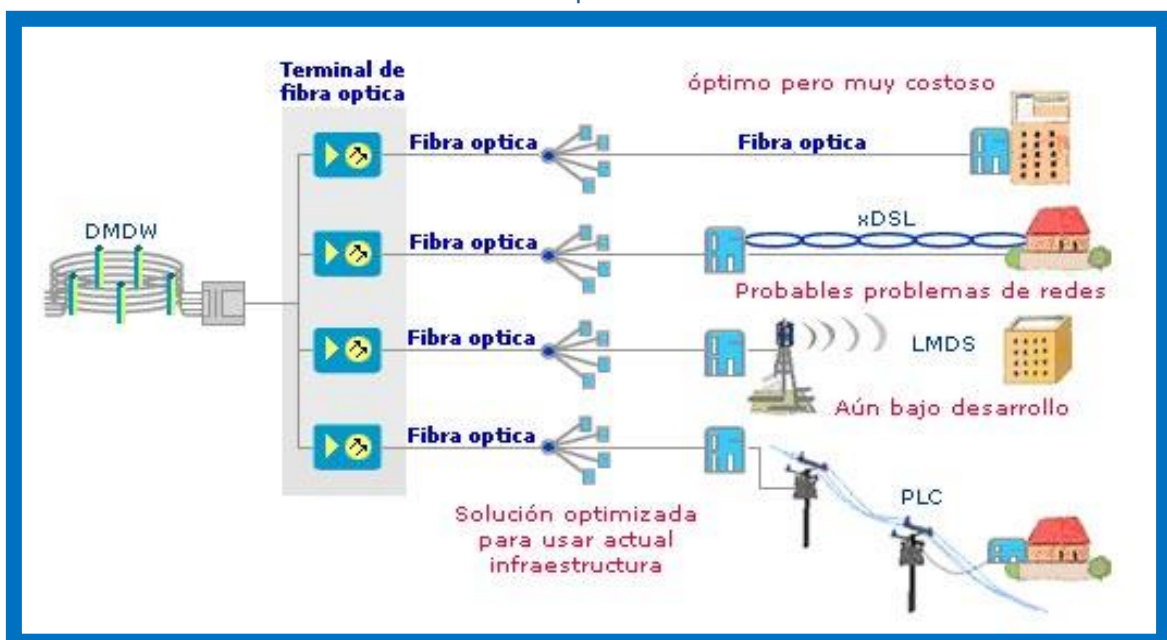 Terminal de
fibra optica
óptimo pero muy costoso
Fibra optica
Fibra optica
DMDW
Fibra optica
xDSL
Probables problemas de redes
Fibra optica
LMDS
Aún bajo desarrollo
Fibra optica
PLC
Solución optimizada
para usar actual
infraestructura